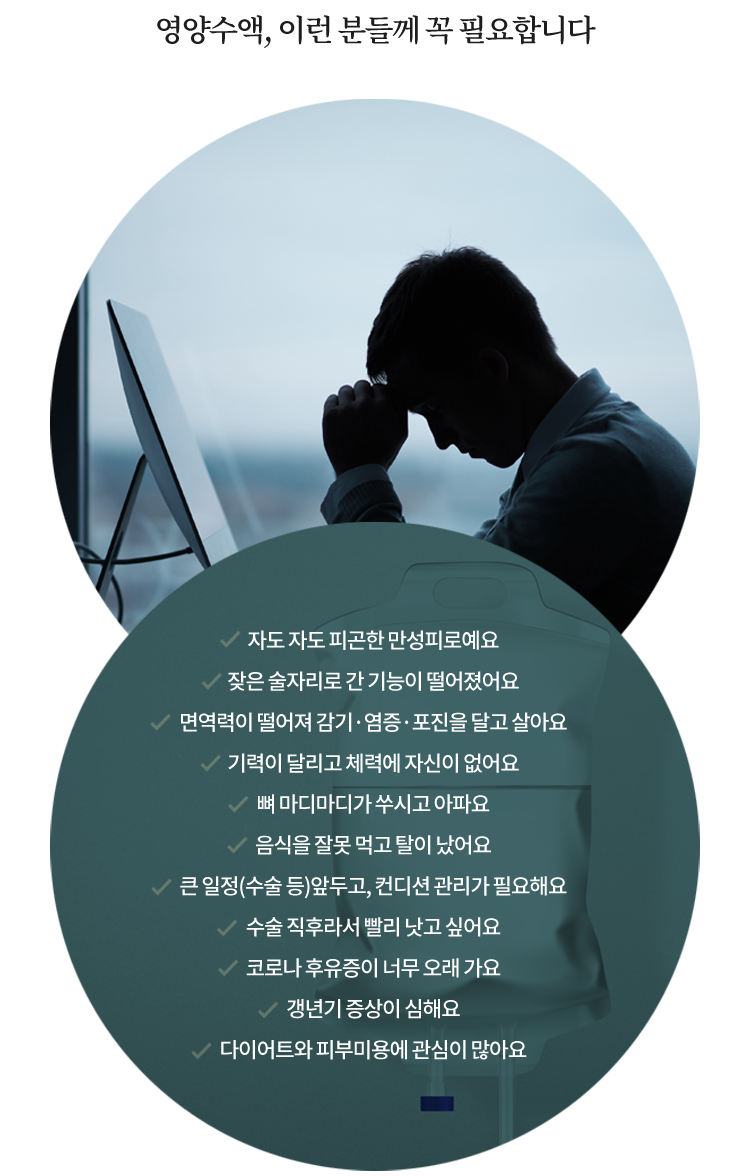 영양수액, 이런 분들께 꼭 필요합니다
자도 자도 피곤한 만성피로예요
잦은 술자리로 간 기능이 떨어졌어요
면역력이 떨어져 감기·염증·포진을 달고 살아요
기력이 달리고 체력에 자신이 없어요
뼈 마디마디가 쑤시고 아파요
음식을 잘못 먹고 탈이 났어요
큰 일정(수술 등)앞두고, 컨디션 관리가 필요해요
수술 직후라서 빨리 낫고 싶어요
코로나 후유증이 너무 오래 가요
갱년기 증상이 심해요
다이어트와 피부미용에 관심이 많아요